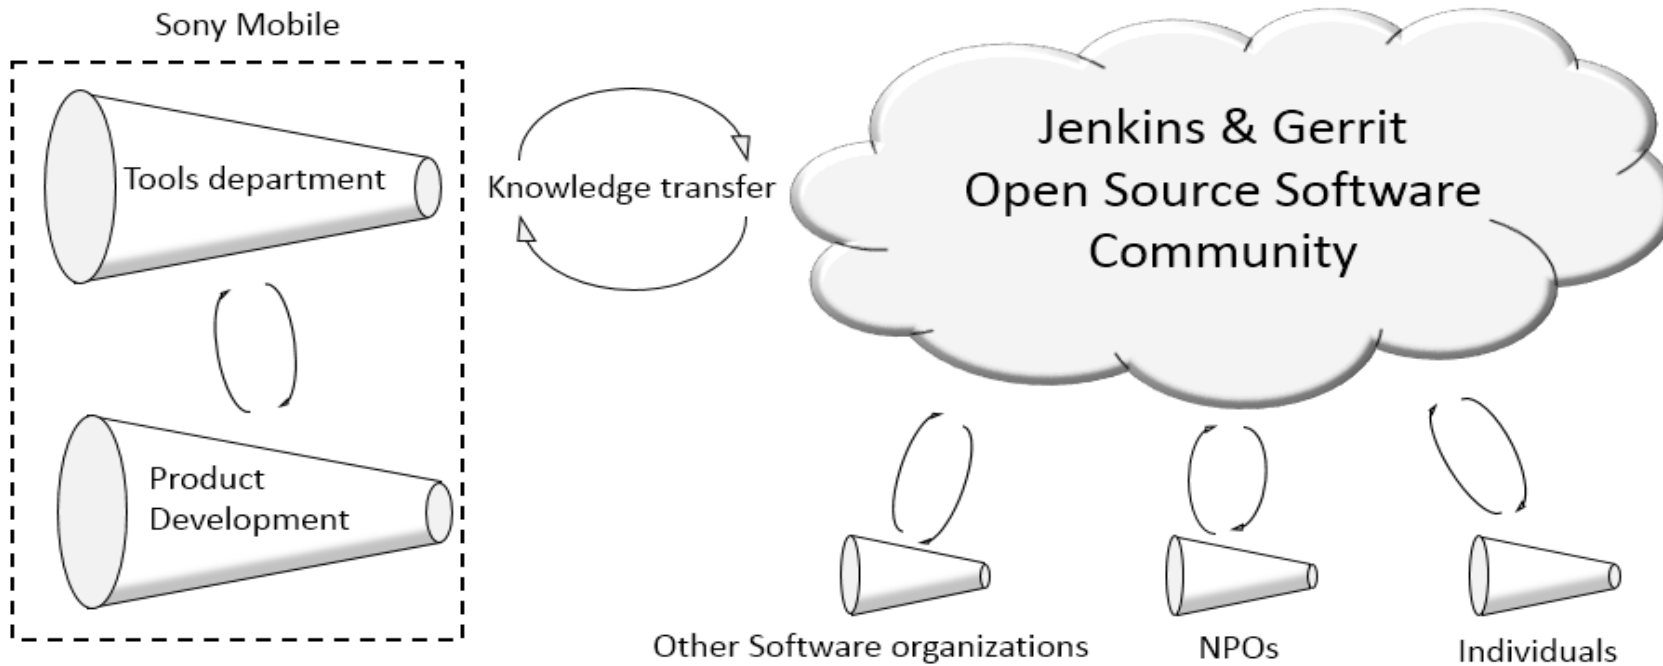 Sony Mobile
Tools department
Product
Development
Knowledge transfer
Jenkins & Gerrit
Open Source Software
Community
Other Software organizations
NPOs
Individuals